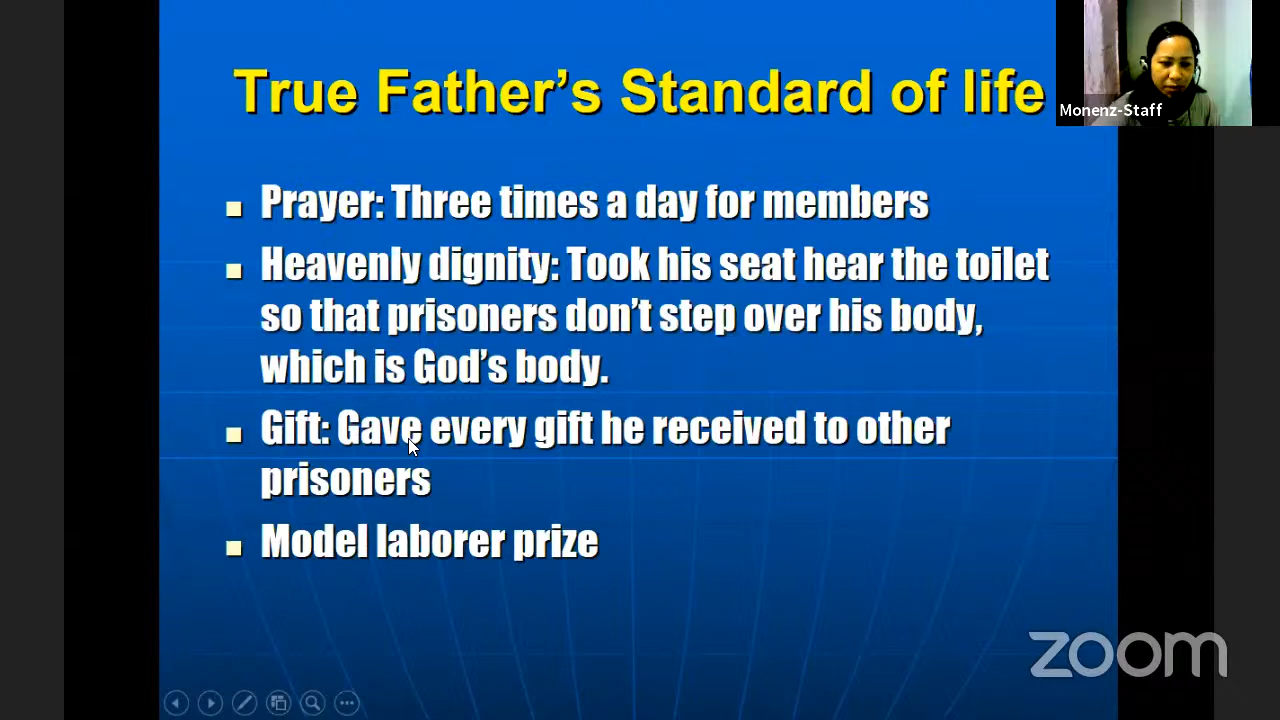 True Father's Standard of life
Monenz-Staff
Prayer: Three times a day for members
Heavenly dignity: Took his seat hear the toilet
so that prisoners don't step over his body,
which is God's body.
Gift: Gave every gift he received to other
prisoners
Model laborer prize
zoom